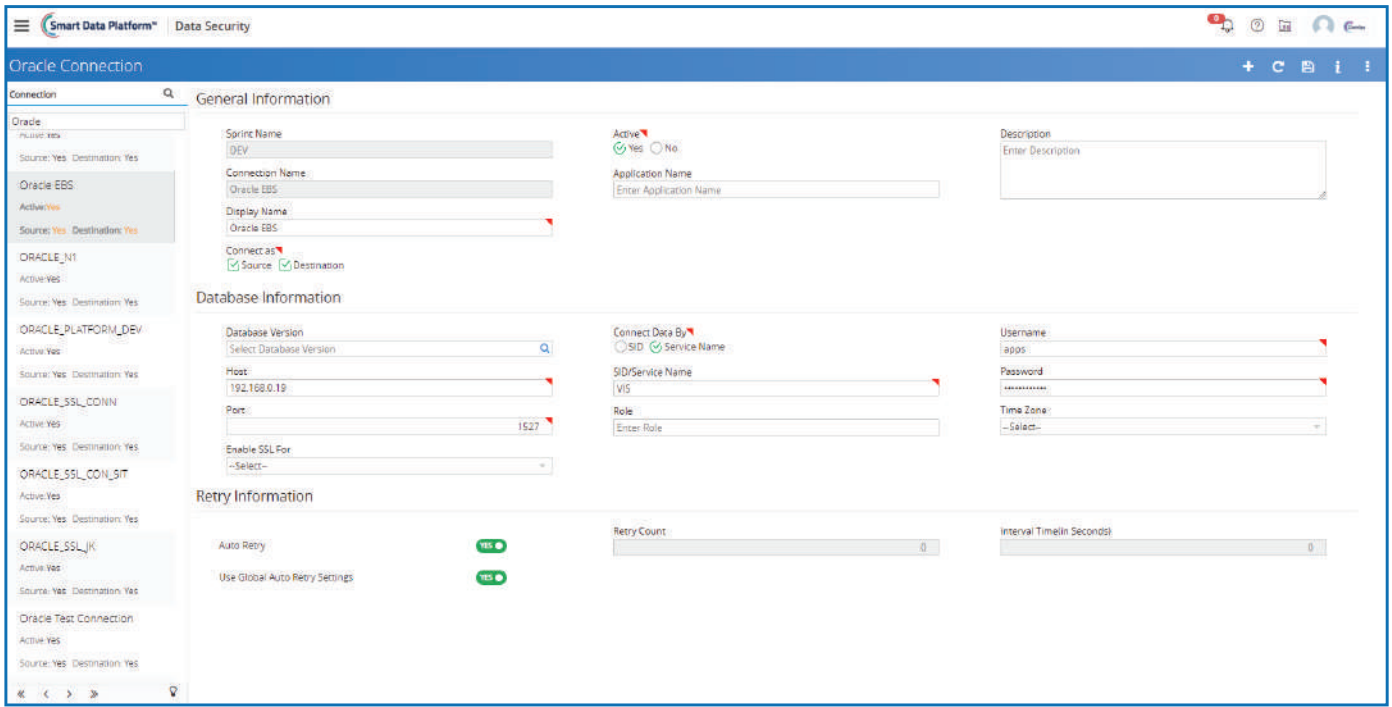 Smart Data Platform™ Data Security
0
Oracle Connection
Connection
Oracle
Active:Yes
Source: Yes Destination: Yes
Oracle EBS
Active:Yes
Source: Yes Destination: Yes
ORACLE_N1
Active:Yes
Source: Yes Destination: Yes
ORACLE_PLATFORM_DEV
Active:Yes
Source: Yes Destination: Yes
ORACLE_SSL_CONN
Active:Yes
Source: Yes Destination: Yes
ORACLE_SSL_CON_SIT
Active:Yes
Source: Yes Destination: Yes
ORACLE_SSL_JK
Active:Yes
Source: Yes Destination: Yes
Oracle Test Connection
Active:Yes
Source: Yes Destination: Yes
General Information
Sprint Name
DEV
Connection Name
Oracle EBS
Display Name
Oracle EBS
Connect as
Source Destination
Active
Yes No
Application Name
Enter Application Name
Description
Enter Description
Database Information
Database Version
Select Database Version
Host
192.168.0.19
Port
1527
Enable SSL For
--Select--
Connect Data By
SID Service Name
SID/Service Name
VIS
Role
Enter Role
Username
apps
Password
************
Time Zone
--Select--
Retry Information
Auto Retry YES
Use Global Auto Retry Settings YES
Retry Count
0
Interval Time(in Seconds)
0